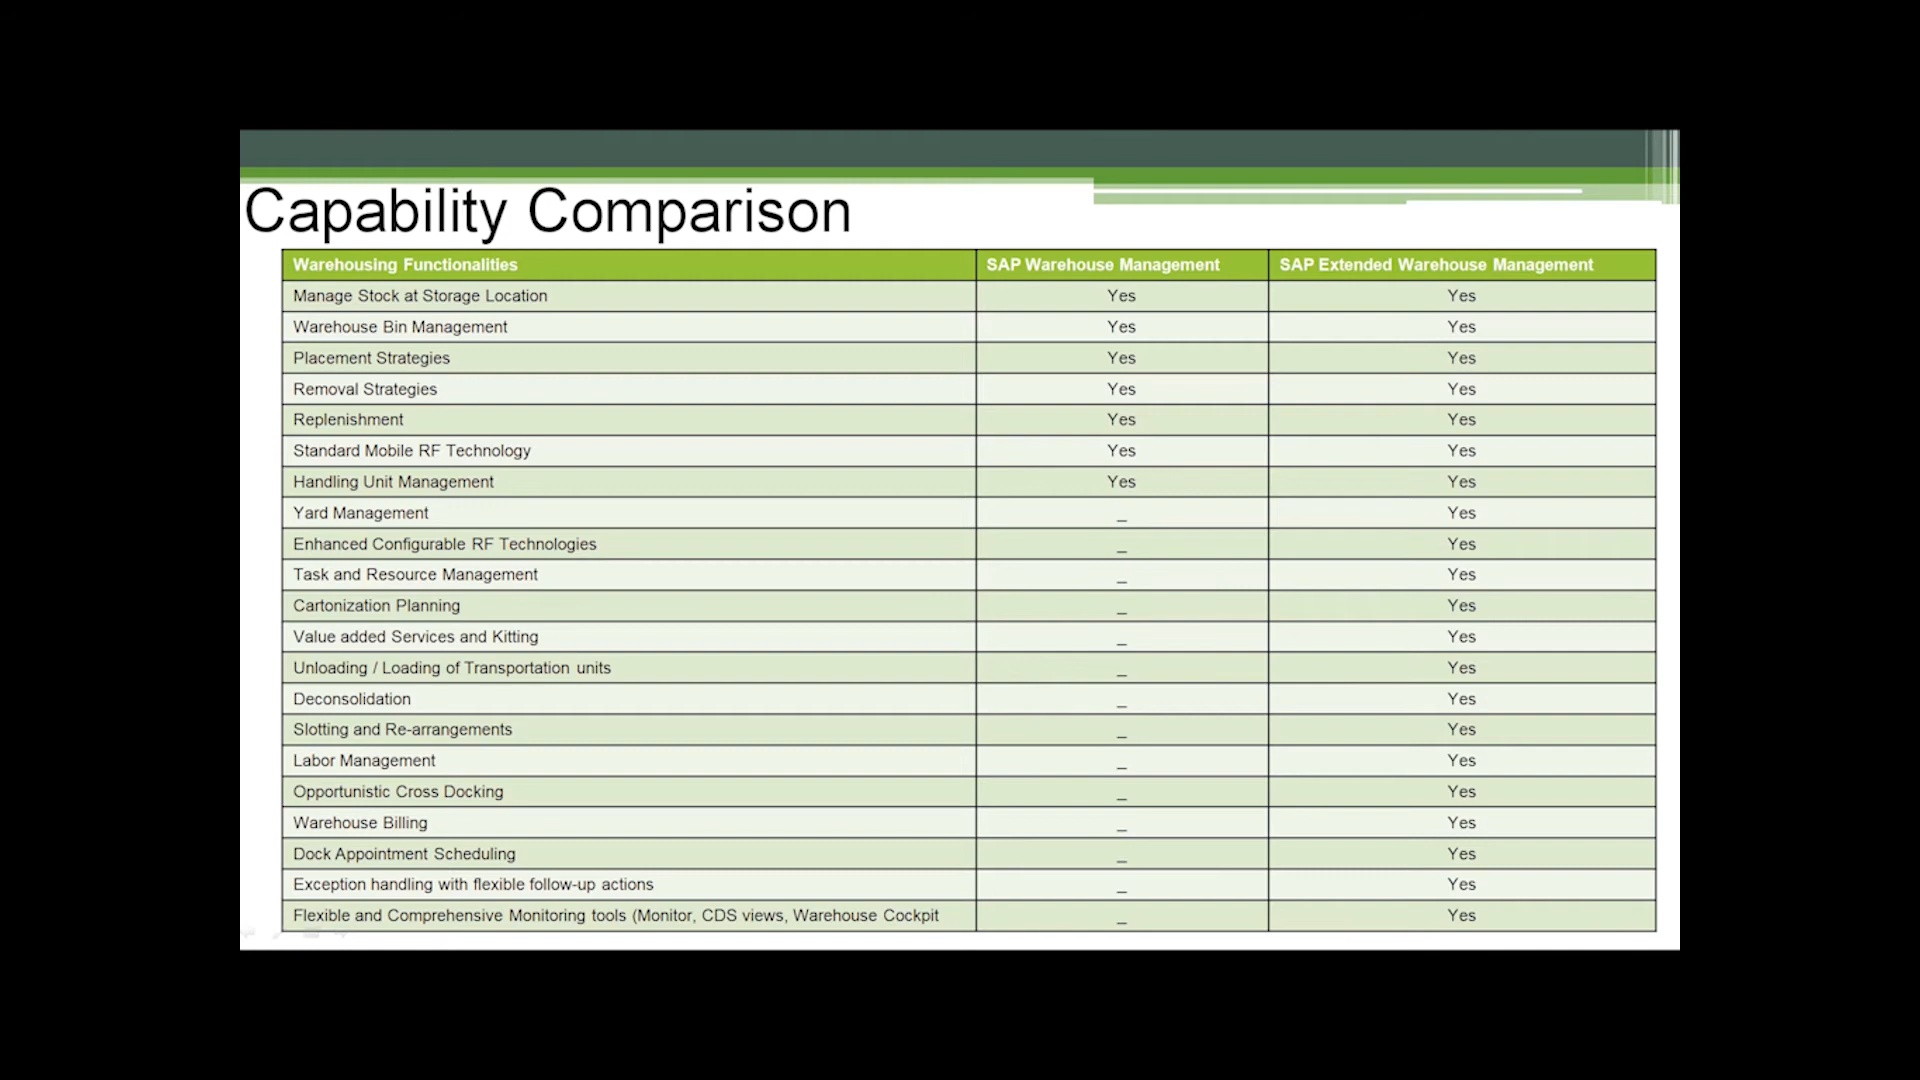 Capability Comparison
Warehousing Functionalities SAP Warehouse Management SAP Extended Warehouse Management
Manage Stock at Storage Location Yes Yes
Warehouse Bin Management Yes Yes
Placement Strategies Yes Yes
Removal Strategies Yes Yes
Replenishment Yes Yes
Standard Mobile RF Technology Yes Yes
Handling Unit Management Yes Yes
Yard Management _ Yes
Enhanced Configurable RF Technologies _ Yes
Task and Resource Management _ Yes
Cartonization Planning _ Yes
Value added Services and Kitting _ Yes
Unloading / Loading of Transportation units _ Yes
Deconsolidation _ Yes
Slotting and Re-arrangements _ Yes
Labor Management _ Yes
Opportunistic Cross Docking _ Yes
Warehouse Billing _ Yes
Dock Appointment Scheduling _ Yes
Exception handling with flexible follow-up actions _ Yes
Flexible and Comprehensive Monitoring tools (Monitor, CDS views, Warehouse Cockpit _ Yes